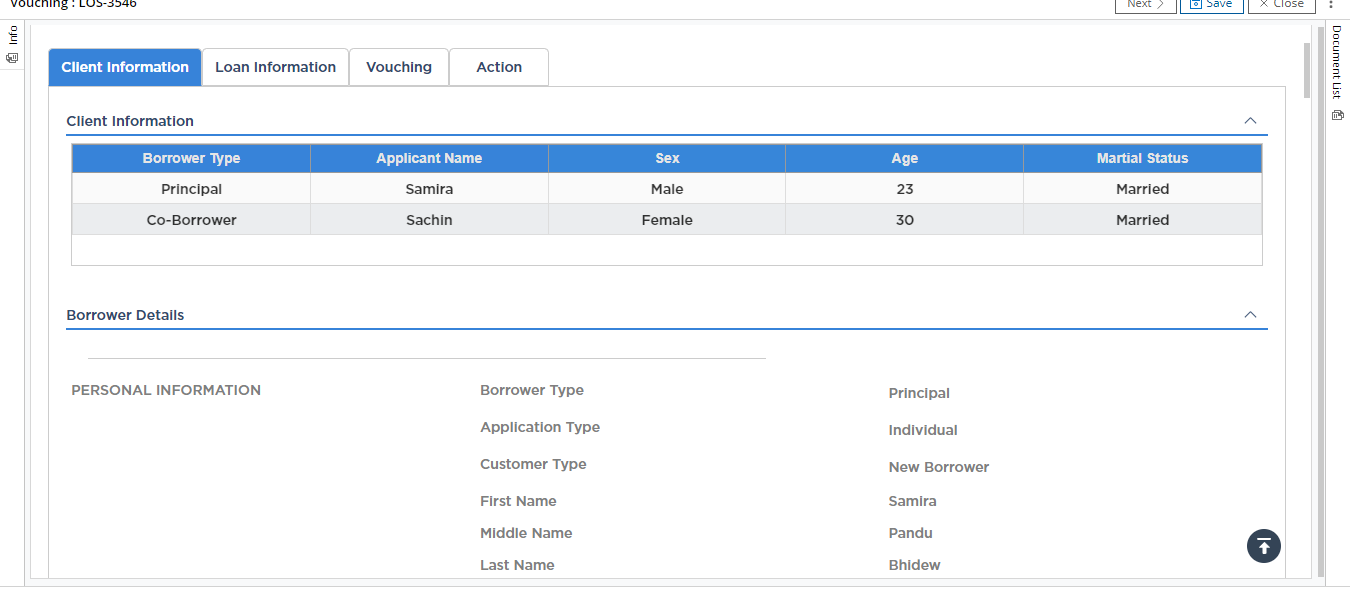 Vouching : LOS-3546
Next
Save
Close
Info
Document List
Client Information Loan Information Vouching Action
Client Information
Borrower Type Applicant Name Sex Age Martial Status
Principal Samira Male 23 Married
Co-Borrower Sachin Female 30 Married
Borrower Details
PERSONAL INFORMATION Borrower Type Principal
Application Type Individual
Customer Type New Borrower
First Name Samira
Middle Name Pandu
Last Name Bhidew